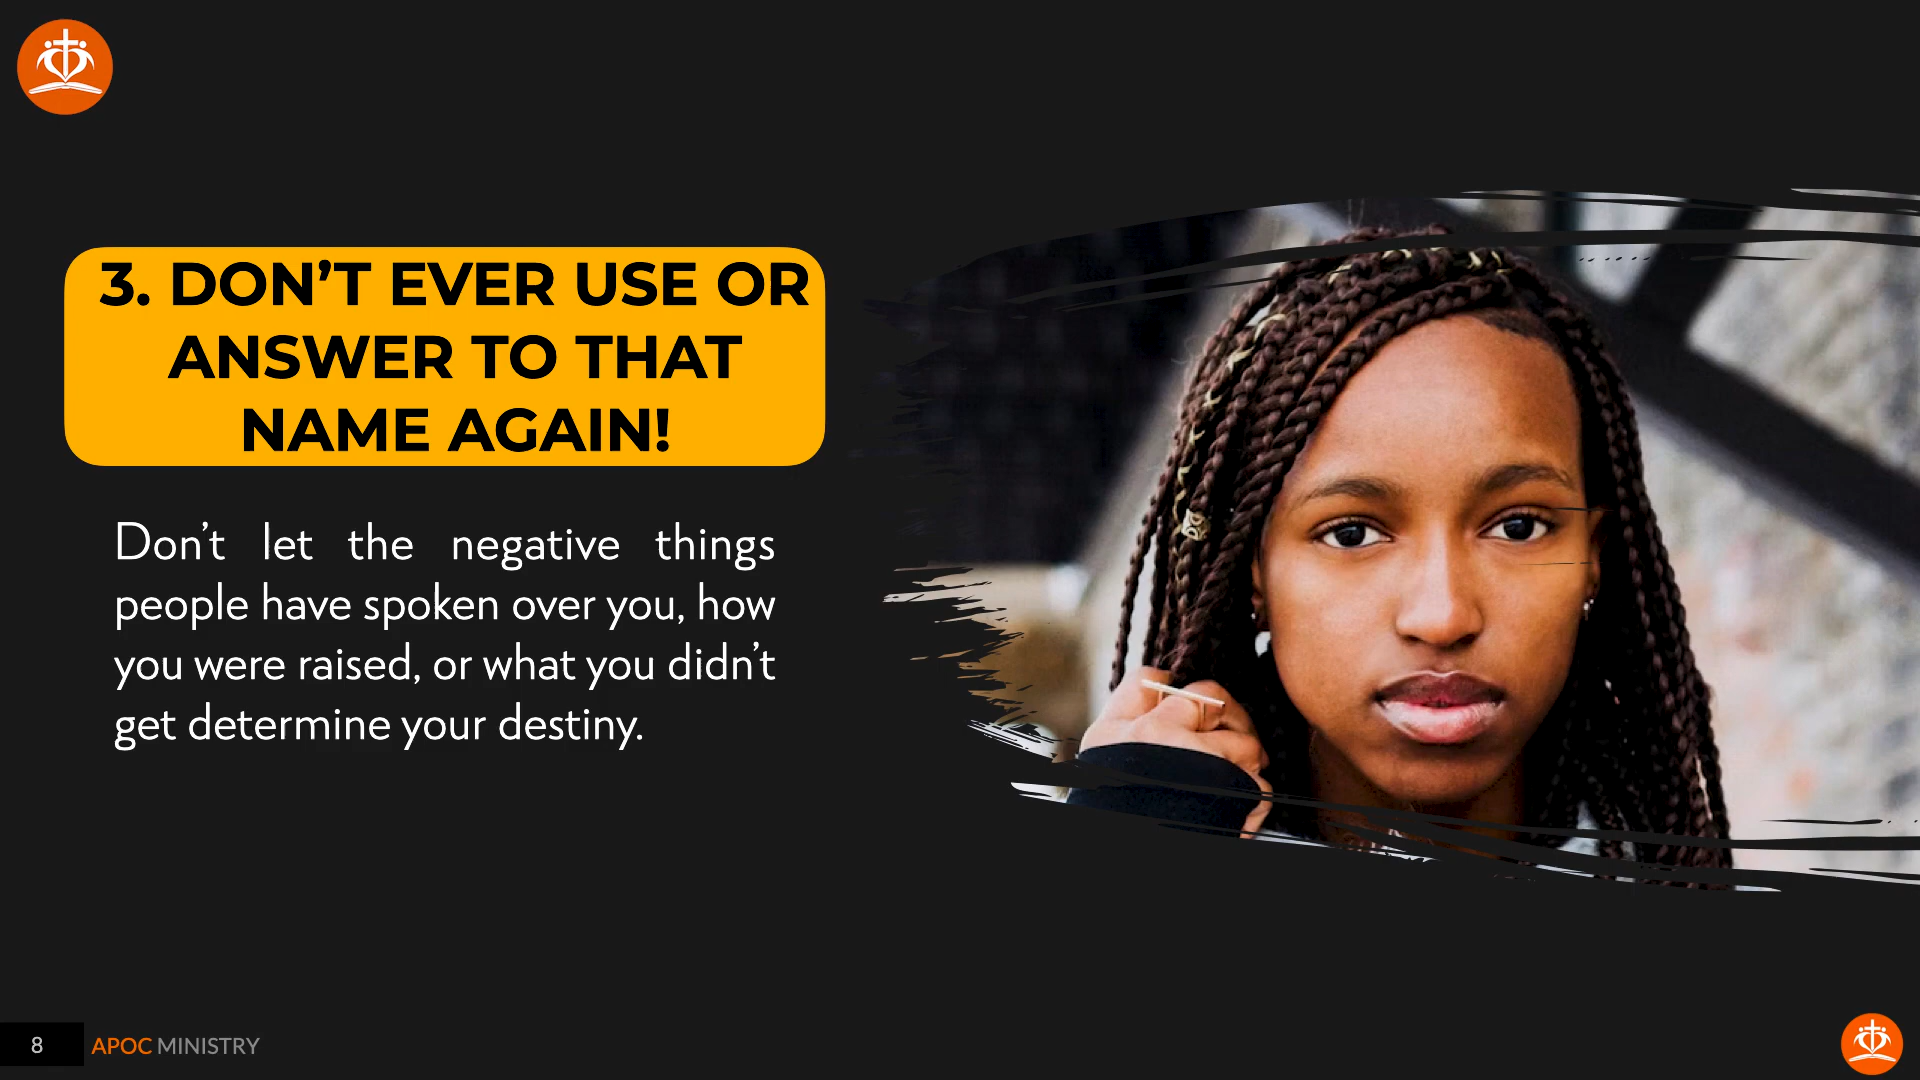 3. DON’T EVER USE OR
ANSWER TO THAT
NAME AGAIN!
Don’t let the negative things
people have spoken over you, how
you were raised, or what you didn’t
get determine your destiny.
8
APOC MINISTRY